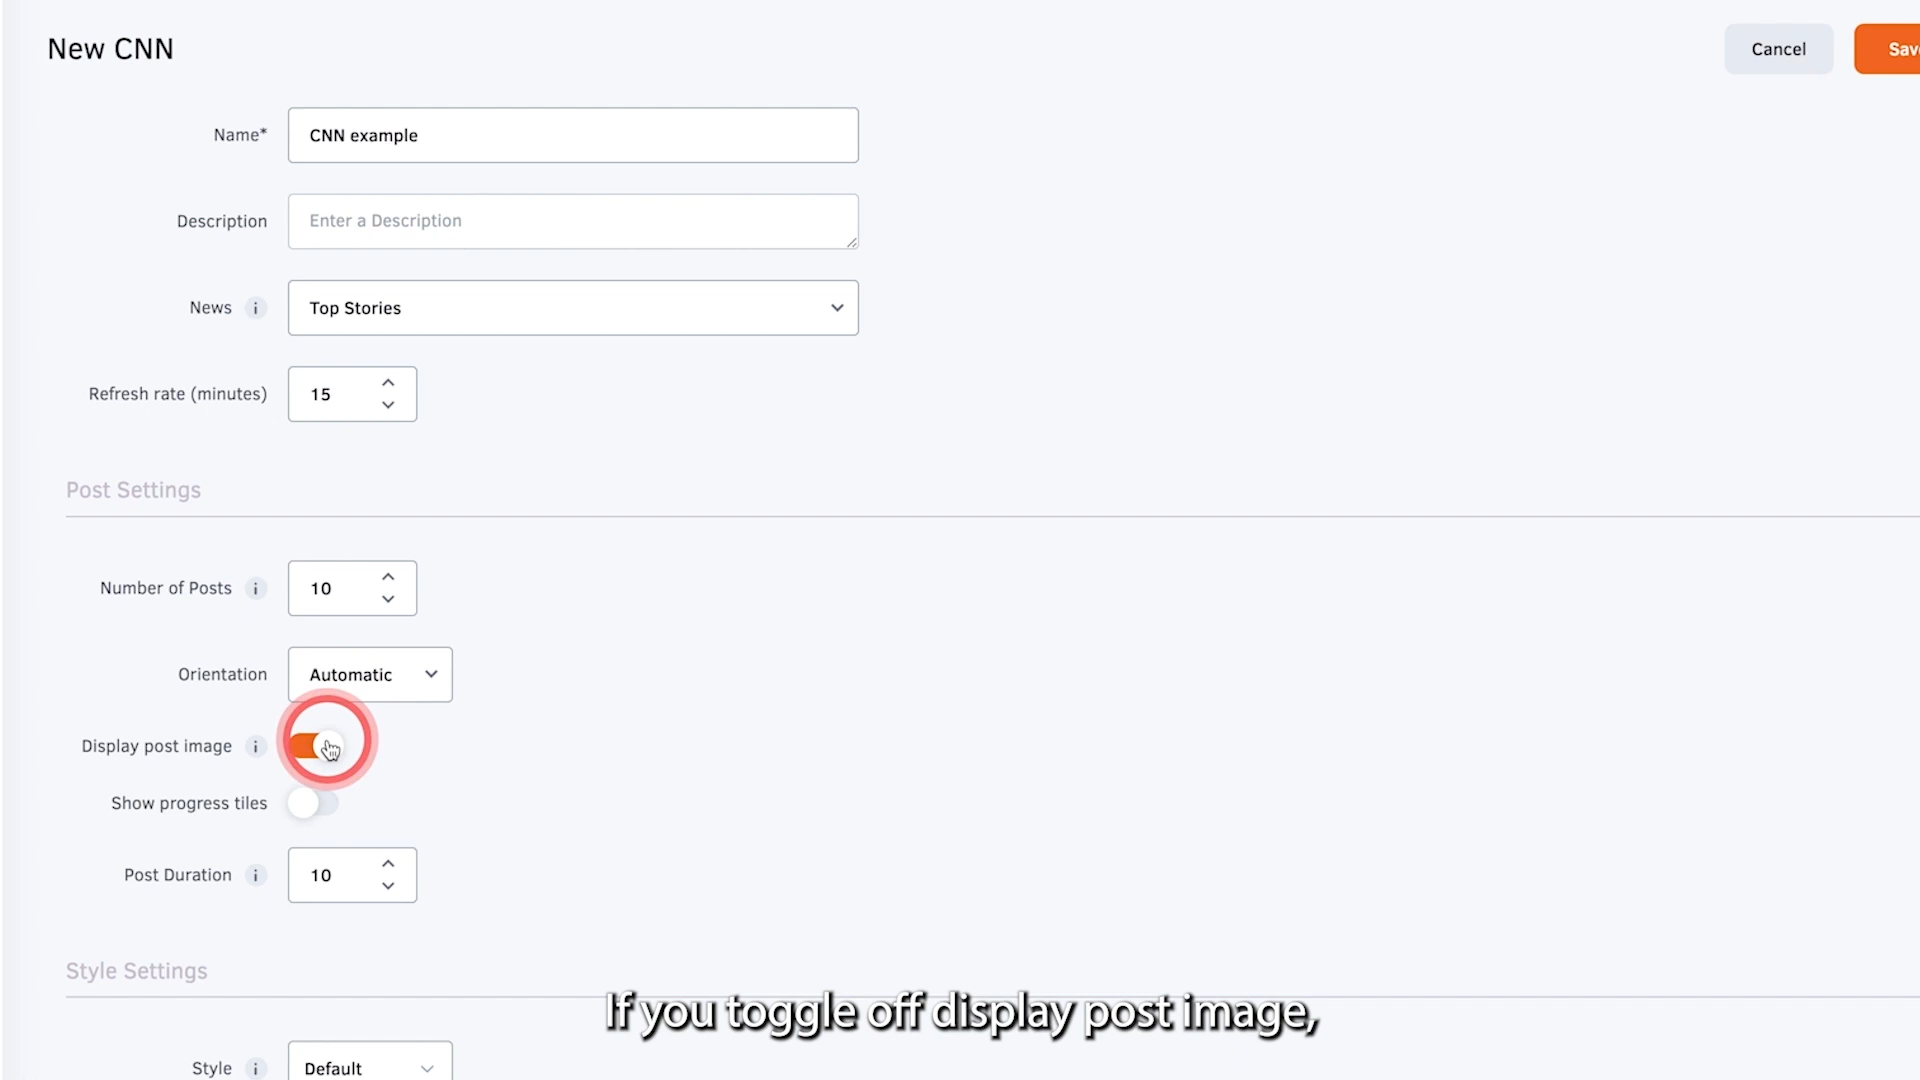 New CNN
Cancel
Save
Name*
CNN example
Description
Enter a Description
News i
Top Stories
Refresh rate (minutes)
15
Post Settings
Number of Posts i
10
Orientation
Automatic
Display post image i
Show progress tiles
Post Duration i
10
Style Settings
If you toggle off display post image,
Style i
Default